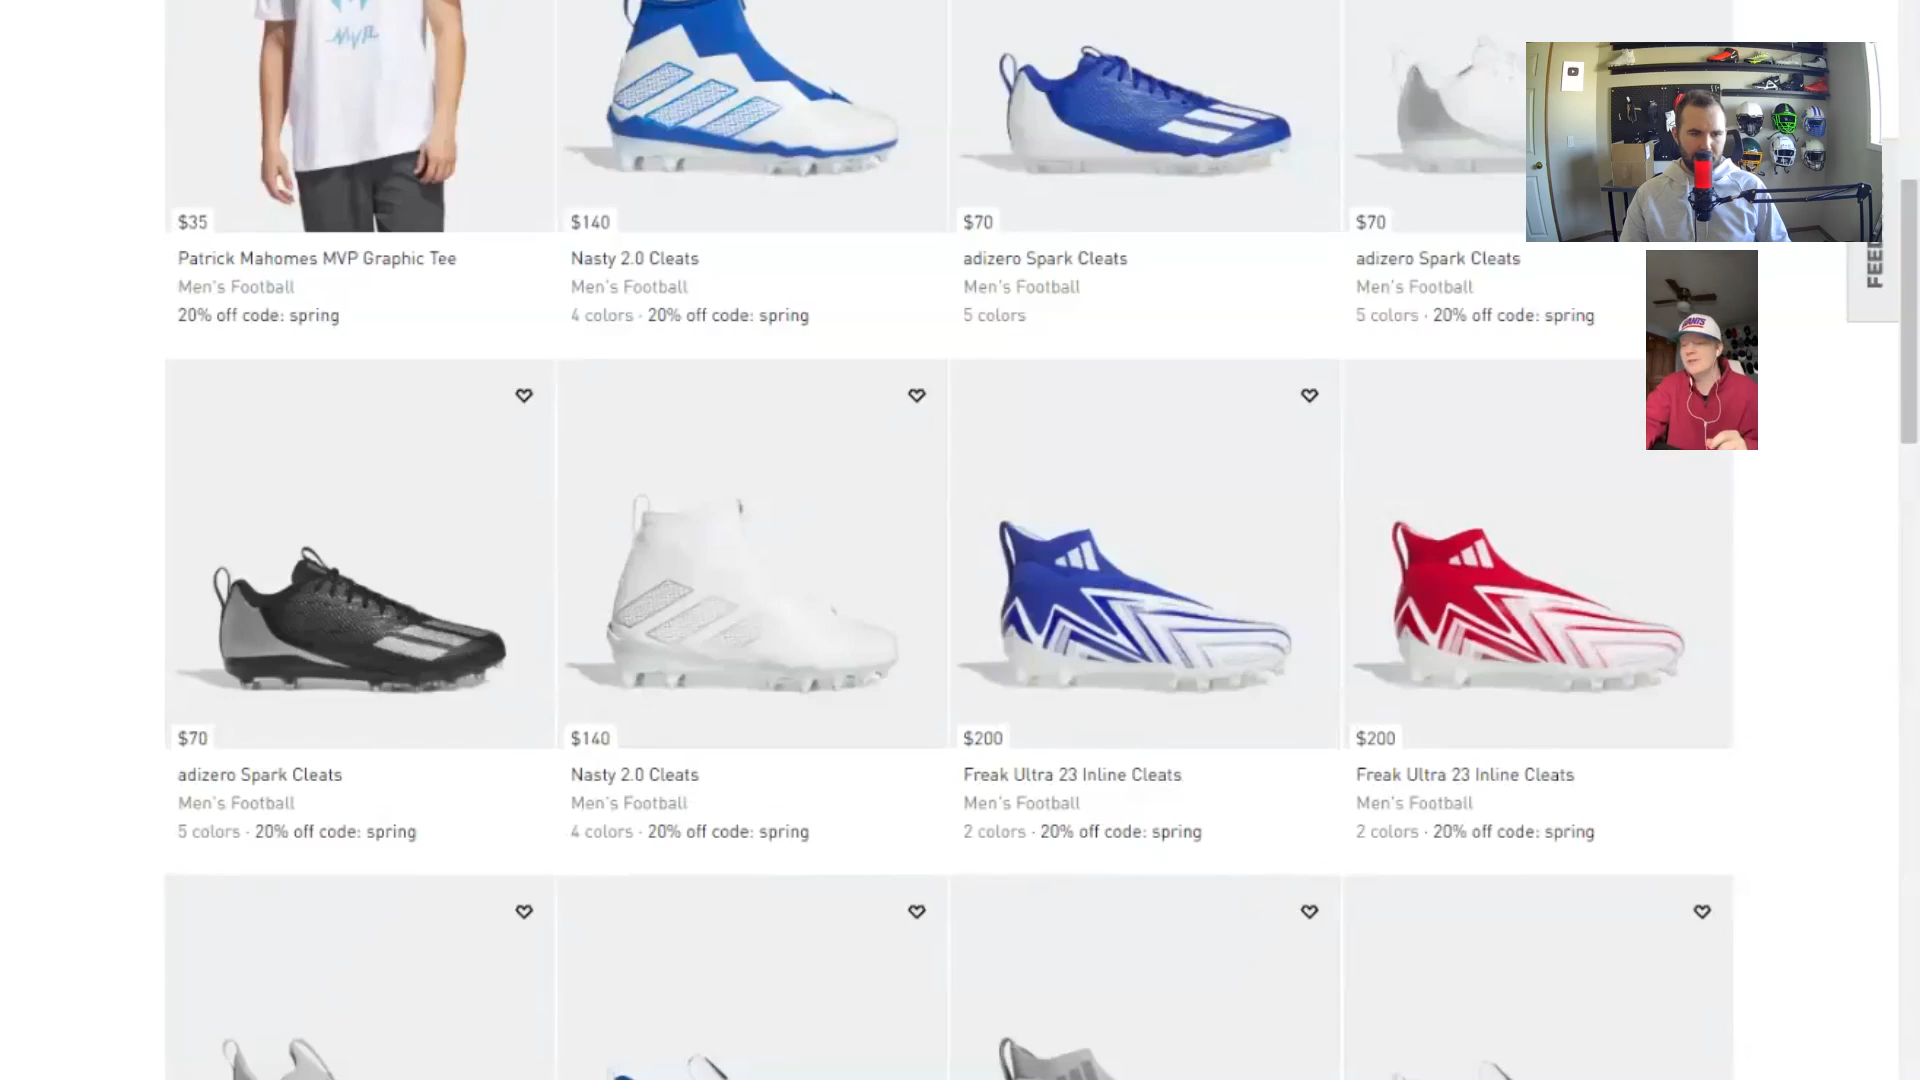 MVP
$35
Patrick Mahomes MVP Graphic Tee
Men's Football
20% off code: spring
$140
Nasty 2.0 Cleats
Men's Football
4 colors · 20% off code: spring
$70
adizero Spark Cleats
Men's Football
5 colors
$70
adizero Spark Cleats
Men's Football
5 colors · 20% off code: spring
GIANTS
$70
adizero Spark Cleats
Men's Football
5 colors · 20% off code: spring
$140
Nasty 2.0 Cleats
Men's Football
4 colors · 20% off code: spring
$200
Freak Ultra 23 Inline Cleats
Men's Football
2 colors · 20% off code: spring
$200
Freak Ultra 23 Inline Cleats
Men's Football
2 colors · 20% off code: spring